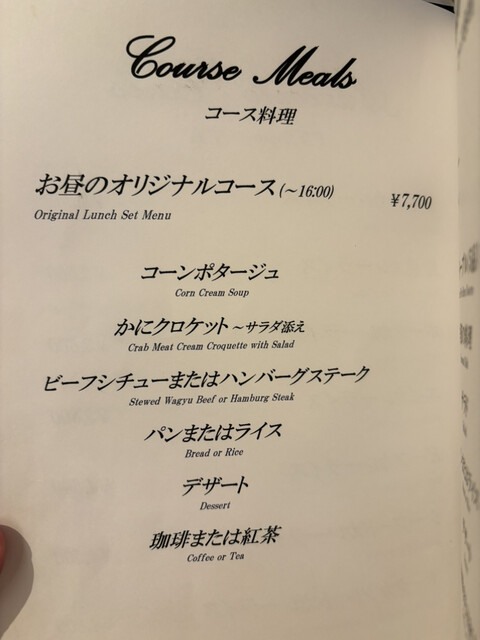 Course Meals
コース料理
お昼のオリジナルコース(~16:00) ¥7,700
Original Lunch Set Menu
コーンポタージュ
Corn Cream Soup
かにクロケット~サラダ添え
Crab Meat Cream Croquette with Salad
ビーフシチューまたはハンバーグステーク
Stewed Wagyu Beef or Hamburg Steak
パンまたはライス
Bread or Rice
デザート
Dessert
珈琲または紅茶
Coffee or Tea